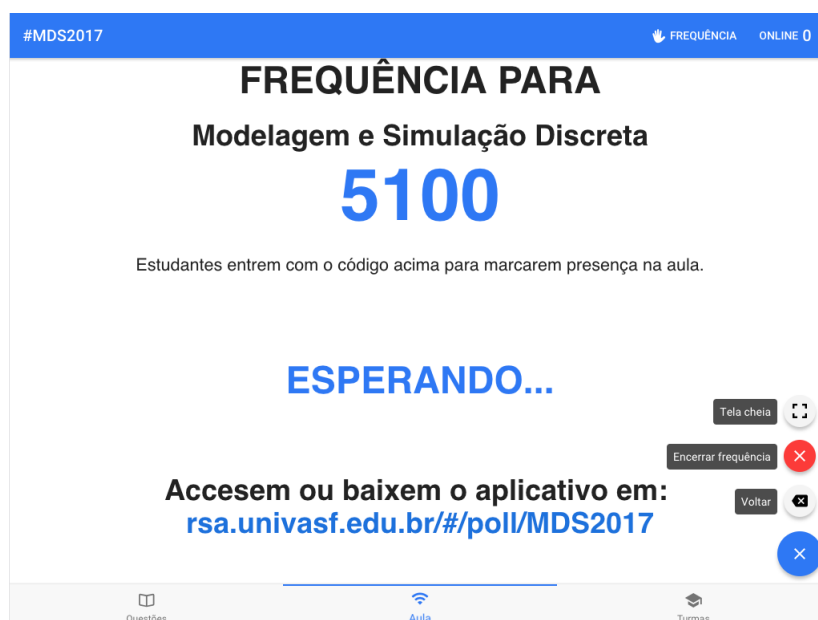 #MDS2017
FREQUÊNCIA
ONLINE 0
FREQUÊNCIA PARA
Modelagem e Simulação Discreta
5100
Estudantes entrem com o código acima para marcarem presença na aula.
ESPERANDO...
Tela cheia
Encerrar frequência
Accesem ou baixem o aplicativo em:
Voltar
rsa.univasf.edu.br/#/poll/MDS2017
Questões
Aula
Turmas